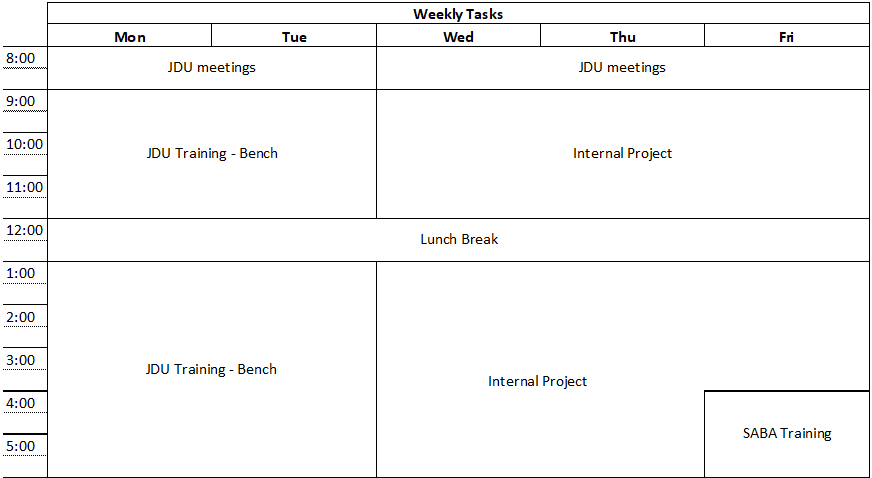 Weekly Tasks
Mon Tue Wed Thu Fri
8:00
JDU meetings JDU meetings
9:00
10:00
JDU Training - Bench Internal Project
11:00
12:00
Lunch Break
1:00
2:00
3:00
JDU Training - Bench
Internal Project
4:00
SABA Training
5:00